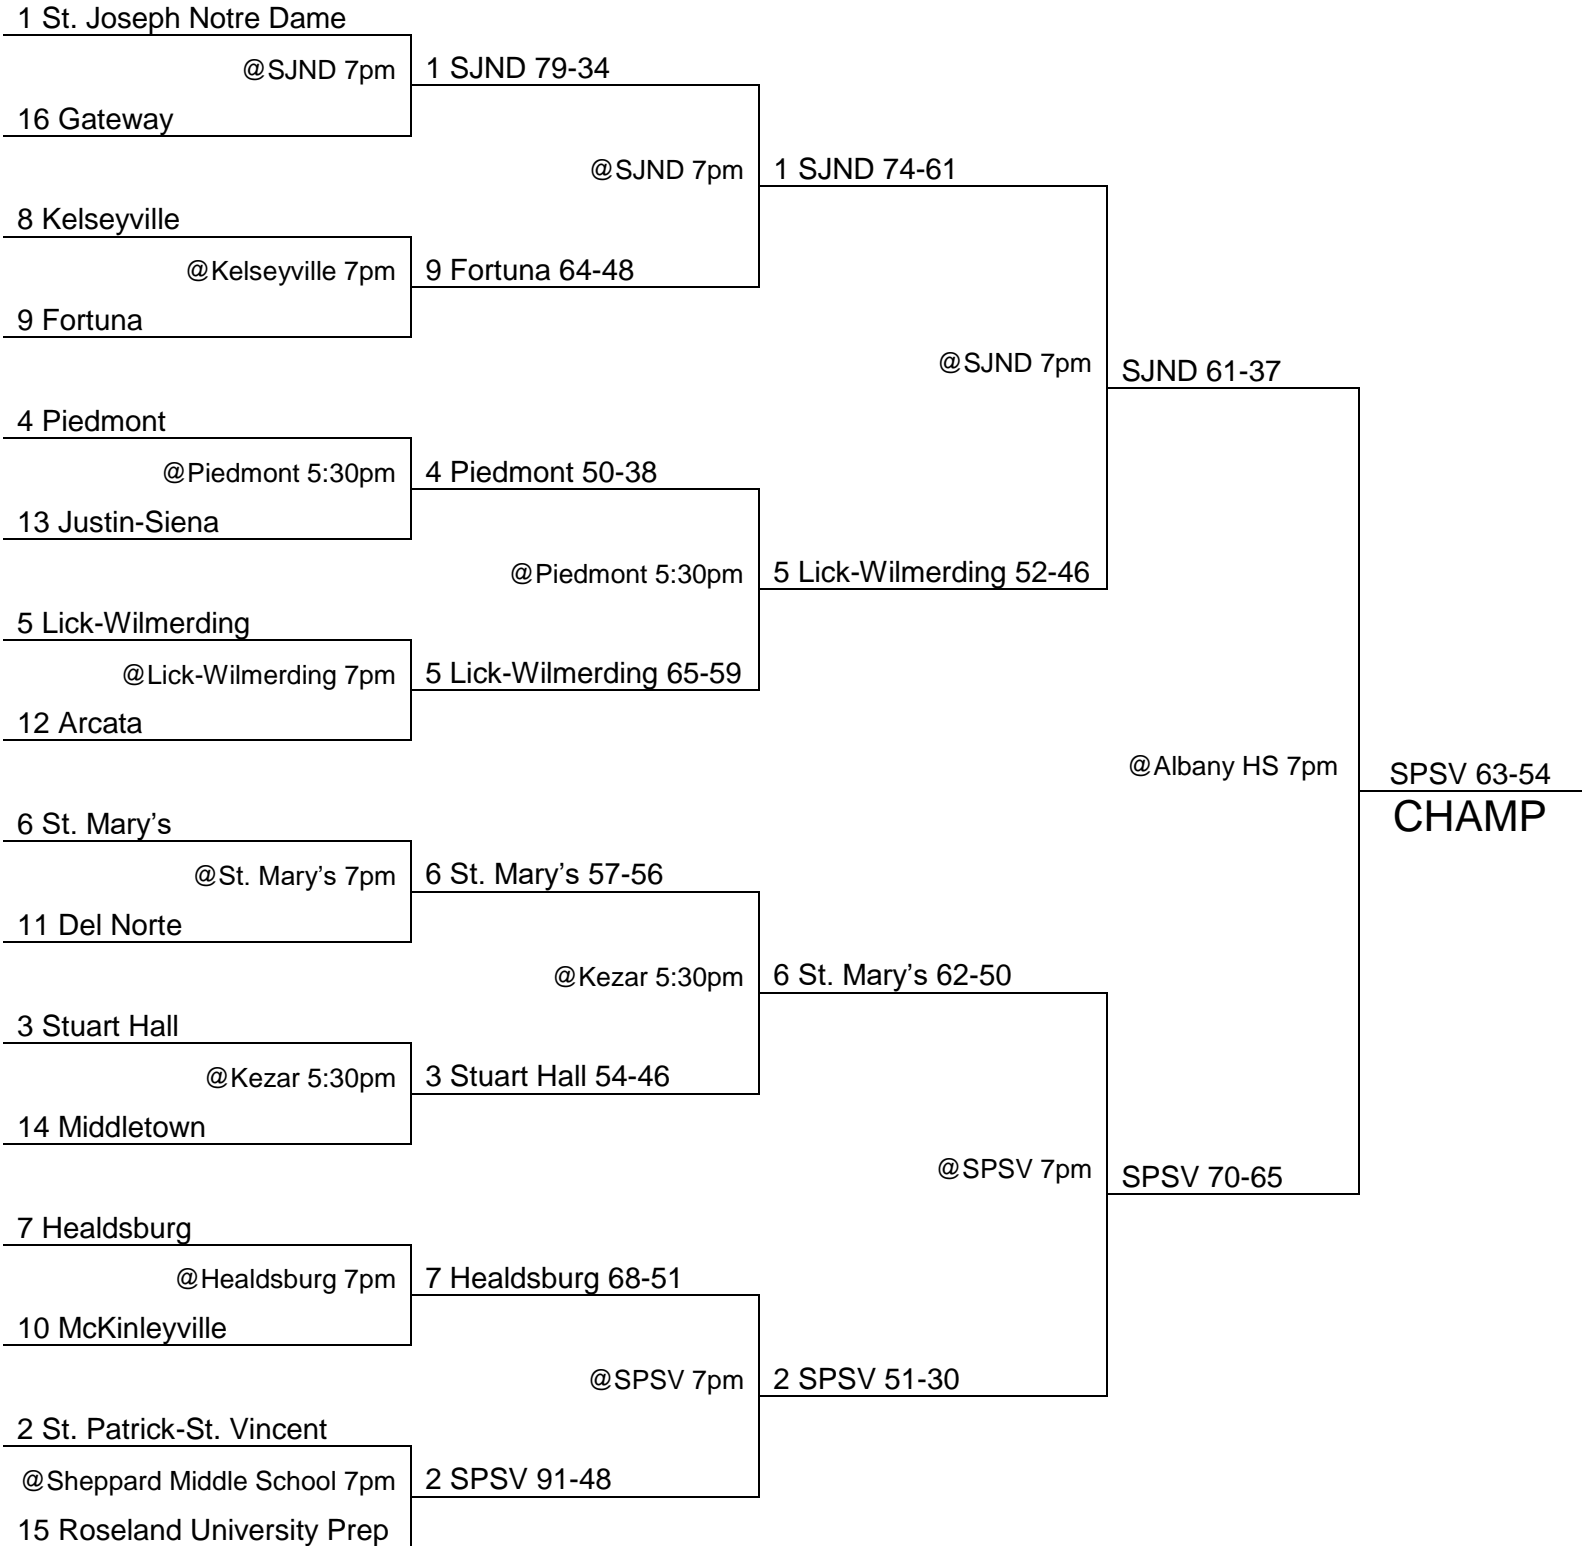 1 St. Joseph Notre Dame
@SJND 7pm
1 SJND 79-34
16 Gateway
@SJND 7pm
1 SJND 74-61
8 Kelseyville
@Kelseyville 7pm
9 Fortuna 64-48
9 Fortuna
@SJND 7pm
SJND 61-37
4 Piedmont
@Piedmont 5:30pm
4 Piedmont 50-38
13 Justin-Siena
@Piedmont 5:30pm
5 Lick-Wilmerding 52-46
5 Lick-Wilmerding
@Lick-Wilmerding 7pm
5 Lick-Wilmerding 65-59
12 Arcata
@Albany HS 7pm
SPSV 63-54
CHAMP
6 St. Mary’s
@St. Mary’s 7pm
6 St. Mary’s 57-56
11 Del Norte
@Kezar 5:30pm
6 St. Mary’s 62-50
3 Stuart Hall
@Kezar 5:30pm
3 Stuart Hall 54-46
14 Middletown
@SPSV 7pm
SPSV 70-65
7 Healdsburg
@Healdsburg 7pm
7 Healdsburg 68-51
10 McKinleyville
@SPSV 7pm
2 SPSV 51-30
2 St. Patrick-St. Vincent
@Sheppard Middle School 7pm
2 SPSV 91-48
15 Roseland University Prep